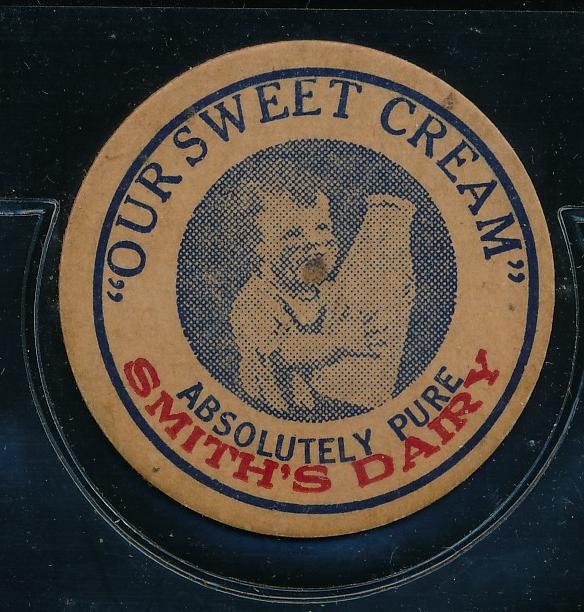 "OUR SWEET CREAM"
ABSOLUTELY PURE
SMITH'S DAIRY